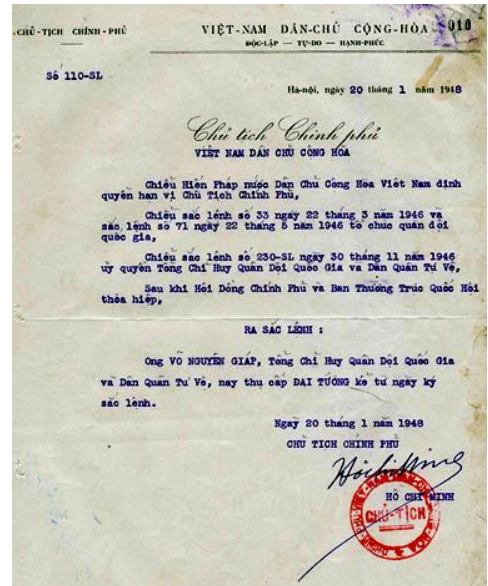 CHỦ-TỊCH CHÍNH-PHỦ
VIỆT-NAM DÂN-CHỦ CỘNG-HÒA
010
ĐỘC-LẬP — TỰ-DO — HẠNH-PHÚC
Số 110-SL
Hà-nội, ngày 20 tháng 1 năm 1948
Chủ tịch Chính phủ
VIỆT NAM DÂN CHỦ CỘNG HÒA
Chiếu Hiến Pháp nước Dân Chủ Cộng Hòa Việt Nam định
quyền hạn vị Chủ Tịch Chính Phủ,
Chiếu sắc lệnh số 33 ngày 22 tháng 3 năm 1946 và
sắc lệnh số 71 ngày 22 tháng 5 năm 1946 tổ chức quân đội
quốc gia,
Chiếu sắc lệnh số 230-SL ngày 30 tháng 11 năm 1946
uỷ quyền Tổng Chỉ Huy Quân Đội Quốc Gia và Dân Quân Tự Vệ,
Sau khi Hội Đồng Chính Phủ và Ban Thường Trực Quốc Hội
thỏa hiệp,
RA SẮC LỆNH :
Ông VÕ NGUYÊN GIÁP, Tổng Chỉ Huy Quân Đội Quốc Gia
và Dân Quân Tự Vệ, nay thụ cấp ĐẠI TƯỚNG kể từ ngày ký
sắc lệnh.
Ngày 20 tháng 1 năm 1948
CHỦ TỊCH CHÍNH PHỦ
HỒ CHÍ MINH
CHỦ-TỊCH